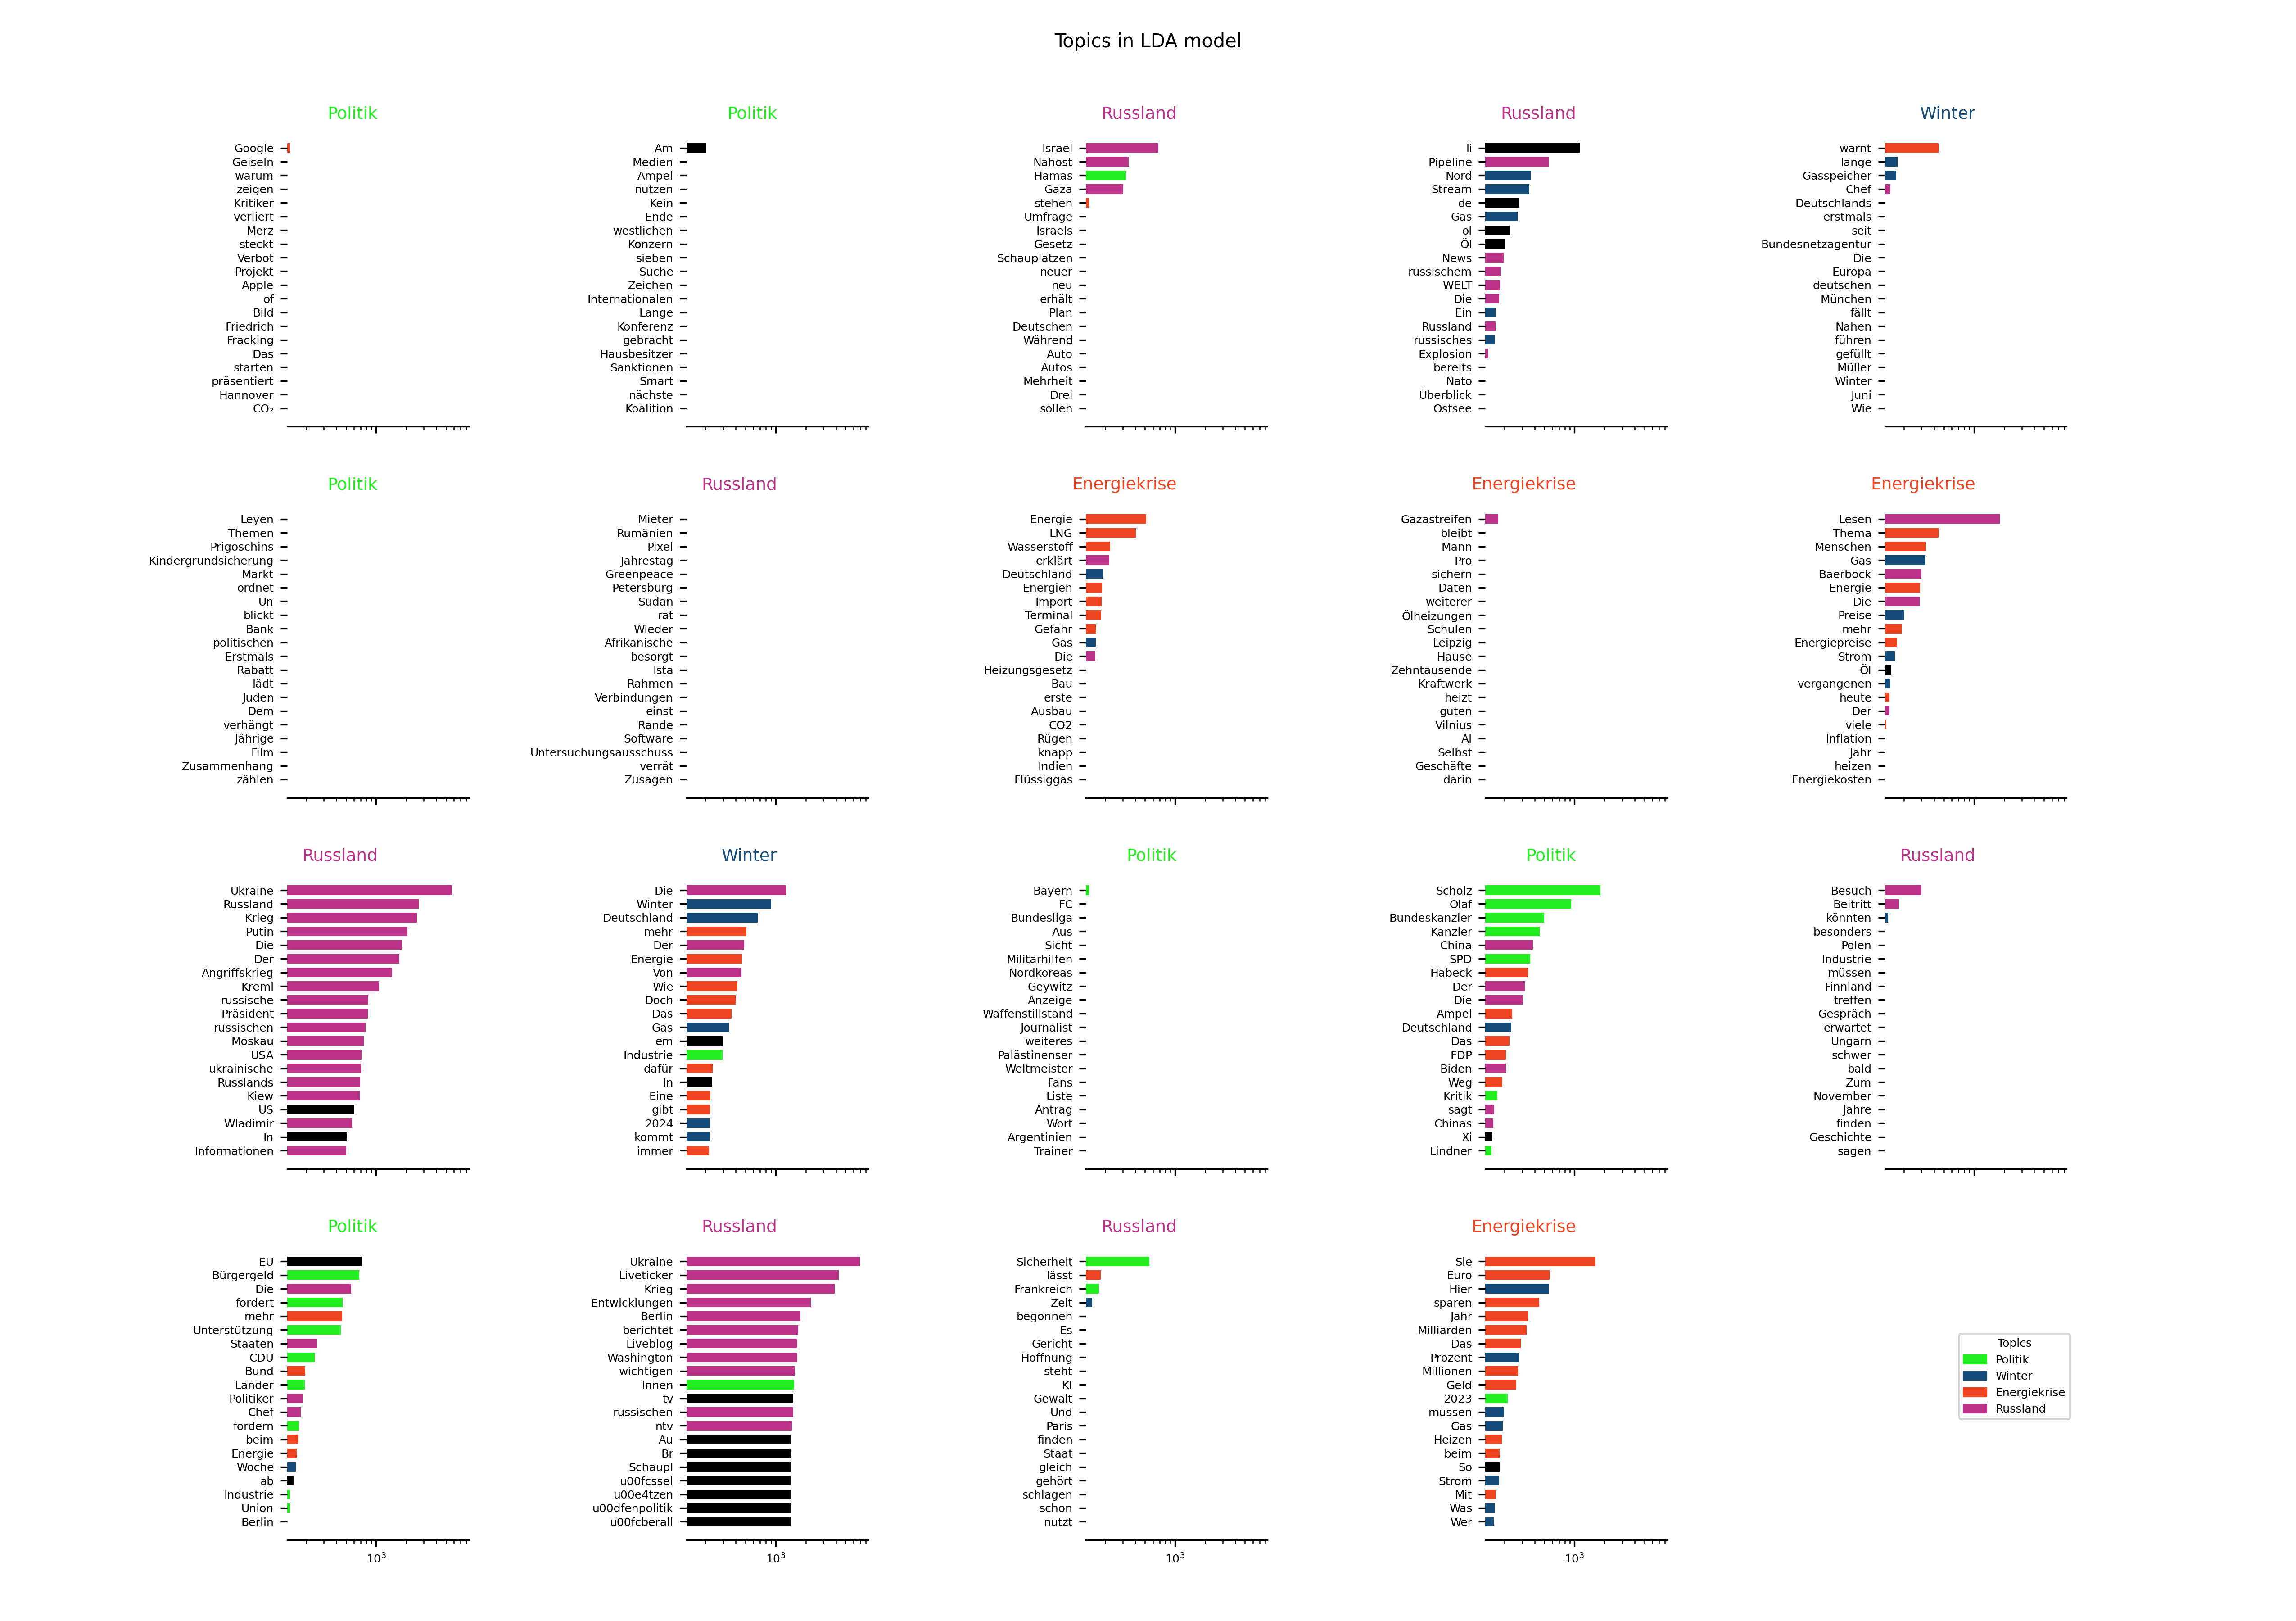 Topics in LDA model
Politik
Google
Geiseln
warum
zeigen
Kritiker
verliert
Merz
steckt
Verbot
Projekt
Apple
of
Bild
Friedrich
Fracking
Das
starten
präsentiert
Hannover
CO₂
Politik
Am
Medien
Ampel
nutzen
Kein
Ende
westlichen
Konzern
sieben
Suche
Zeichen
Internationalen
Lange
Konferenz
gebracht
Hausbesitzer
Sanktionen
Smart
nächste
Koalition
Russland
Israel
Nahost
Hamas
Gaza
stehen
Umfrage
Israels
Gesetz
Schauplätzen
neuer
neu
erhält
Plan
Deutschen
Während
Auto
Autos
Mehrheit
Drei
sollen
Russland
li
Pipeline
Nord
Stream
de
Gas
ol
Öl
News
russischem
WELT
Die
Ein
Russland
russisches
Explosion
bereits
Nato
Überblick
Ostsee
Winter
warnt
lange
Gasspeicher
Chef
Deutschlands
erstmals
seit
Bundesnetzagentur
Die
Europa
deutschen
München
fällt
Nahen
führen
gefüllt
Müller
Winter
Juni
Wie
Politik
Leyen
Themen
Prigoschins
Kindergrundsicherung
Markt
ordnet
Un
blickt
Bank
politischen
Erstmals
Rabatt
lädt
Juden
Dem
verhängt
Jährige
Film
Zusammenhang
zählen
Russland
Mieter
Rumänien
Pixel
Jahrestag
Greenpeace
Petersburg
Sudan
rät
Wieder
Afrikanische
besorgt
Ista
Rahmen
Verbindungen
einst
Rande
Software
Untersuchungsausschuss
verrät
Zusagen
Energiekrise
Energie
LNG
Wasserstoff
erklärt
Deutschland
Energien
Import
Terminal
Gefahr
Gas
Die
Heizungsgesetz
Bau
erste
Ausbau
CO2
Rügen
knapp
Indien
Flüssiggas
Energiekrise
Gazastreifen
bleibt
Mann
Pro
sichern
Daten
weiterer
Ölheizungen
Schulen
Leipzig
Hause
Zehntausende
Kraftwerk
heizt
guten
Vilnius
Al
Selbst
Geschäfte
darin
Energiekrise
Lesen
Thema
Menschen
Gas
Baerbock
Energie
Die
Preise
mehr
Energiepreise
Strom
Öl
vergangenen
heute
Der
viele
Inflation
Jahr
heizen
Energiekosten
Russland
Ukraine
Russland
Krieg
Putin
Die
Der
Angriffskrieg
Kreml
russische
Präsident
russischen
Moskau
USA
ukrainische
Russlands
Kiew
US
Wladimir
In
Informationen
Winter
Die
Winter
Deutschland
mehr
Der
Energie
Von
Wie
Doch
Das
Gas
em
Industrie
dafür
In
Eine
gibt
2024
kommt
immer
Politik
Bayern
FC
Bundesliga
Aus
Sicht
Militärhilfen
Nordkoreas
Geywitz
Anzeige
Waffenstillstand
Journalist
weiteres
Palästinenser
Weltmeister
Fans
Liste
Antrag
Wort
Argentinien
Trainer
Politik
Scholz
Olaf
Bundeskanzler
Kanzler
China
SPD
Habeck
Der
Die
Ampel
Deutschland
Das
FDP
Biden
Weg
Kritik
sagt
Chinas
Xi
Lindner
Russland
Besuch
Beitritt
könnten
besonders
Polen
Industrie
müssen
Finnland
treffen
Gespräch
erwartet
Ungarn
schwer
bald
Zum
November
Jahre
finden
Geschichte
sagen
Politik
EU
Bürgergeld
Die
fordert
mehr
Unterstützung
Staaten
CDU
Bund
Länder
Politiker
Chef
fordern
beim
Energie
Woche
ab
Industrie
Union
Berlin
10³
Russland
Ukraine
Liveticker
Krieg
Entwicklungen
Berlin
berichtet
Liveblog
Washington
wichtigen
Innen
tv
russischen
ntv
Au
Br
Schaupl
u00fcssel
u00e4tzen
u00dfenpolitik
u00fcberall
10³
Russland
Sicherheit
lässt
Frankreich
Zeit
begonnen
Es
Gericht
Hoffnung
steht
KI
Gewalt
Und
Paris
finden
Staat
gleich
gehört
schlagen
schon
nutzt
10³
Energiekrise
Sie
Euro
Hier
sparen
Jahr
Milliarden
Das
Prozent
Millionen
Geld
2023
müssen
Gas
Heizen
beim
So
Strom
Mit
Was
Wer
10³
Topics
Politik
Winter
Energiekrise
Russland